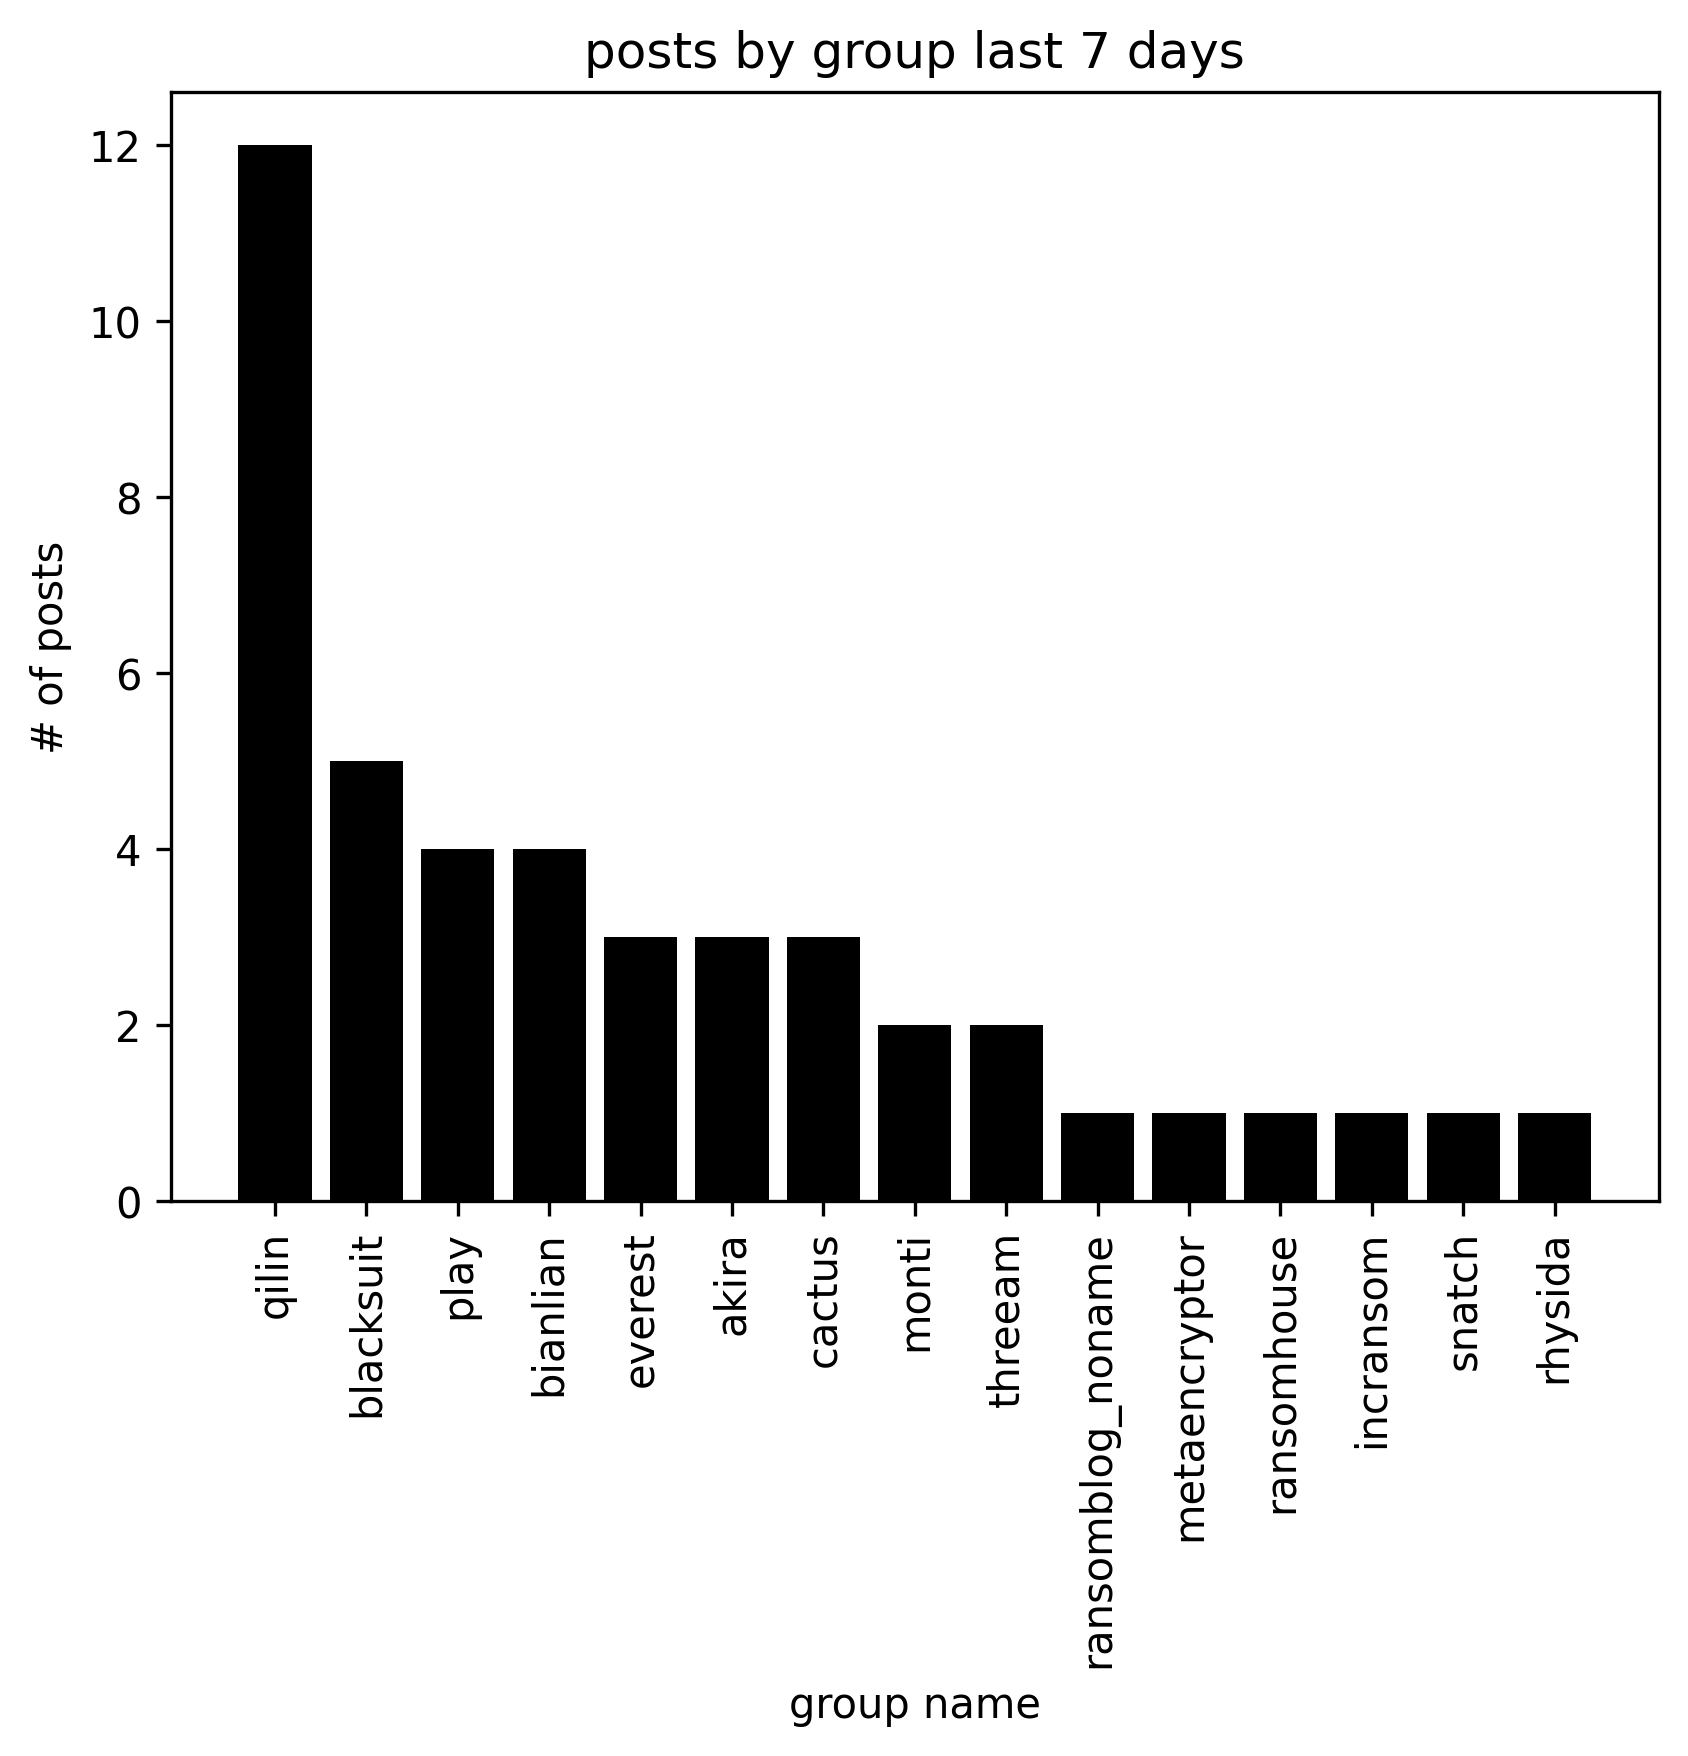 posts by group last 7 days
12
10
8
6
4
2
0
# of posts
qilin
blacksuit
play
bianlian
everest
akira
cactus
monti
threeam
ransomblog_noname
metaencryptor
ransomhouse
incransom
snatch
rhysida
group name